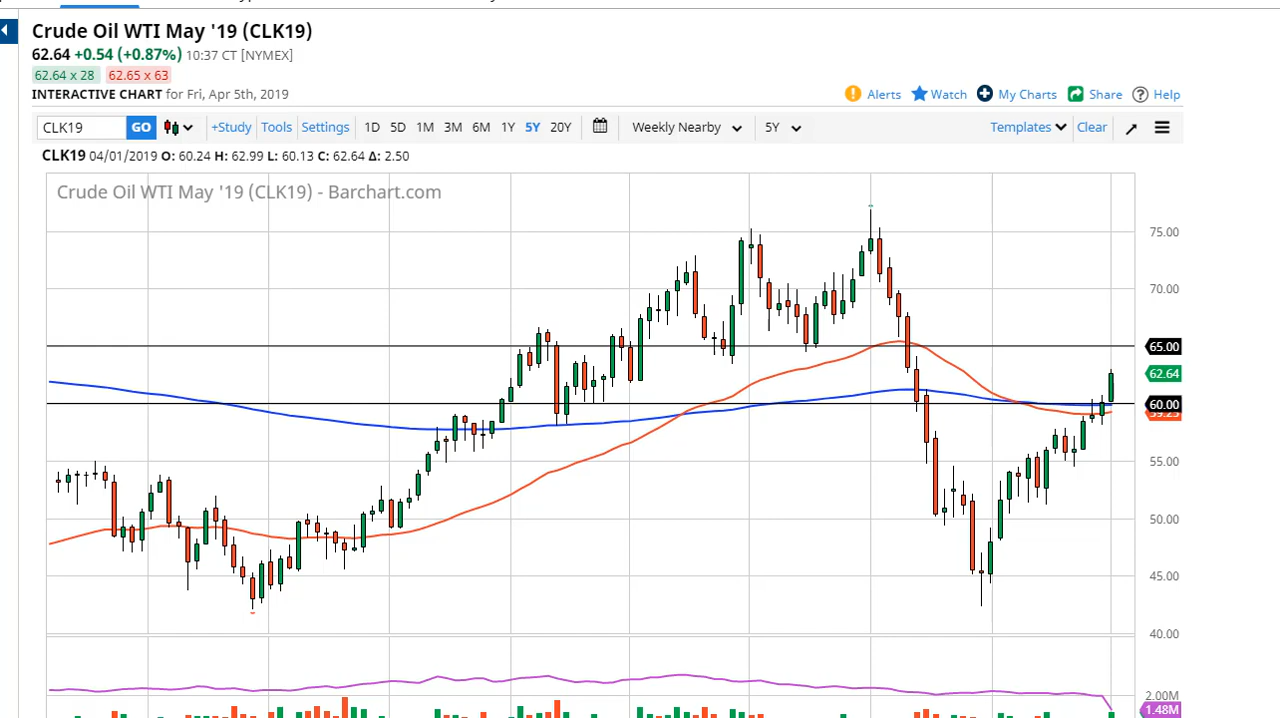 Crude Oil WTI May '19 (CLK19)
62.64 +0.54 (+0.87%) 10:37 CT [NYMEX]
62.64 x 28 62.65 x 63
INTERACTIVE CHART for Fri, Apr 5th, 2019
Alerts Watch My Charts Share Help
CLK19 GO +Study Tools Settings 1D 5D 1M 3M 6M 1Y 5Y 20Y Weekly Nearby 5Y Templates Clear
CLK19 04/01/2019 O: 60.24 H: 62.99 L: 60.13 C: 62.64 Δ: 2.50
Crude Oil WTI May '19 (CLK19) - Barchart.com
75.00
70.00
65.00
62.64
60.00
55.00
50.00
45.00
40.00
2.00M
1.48M